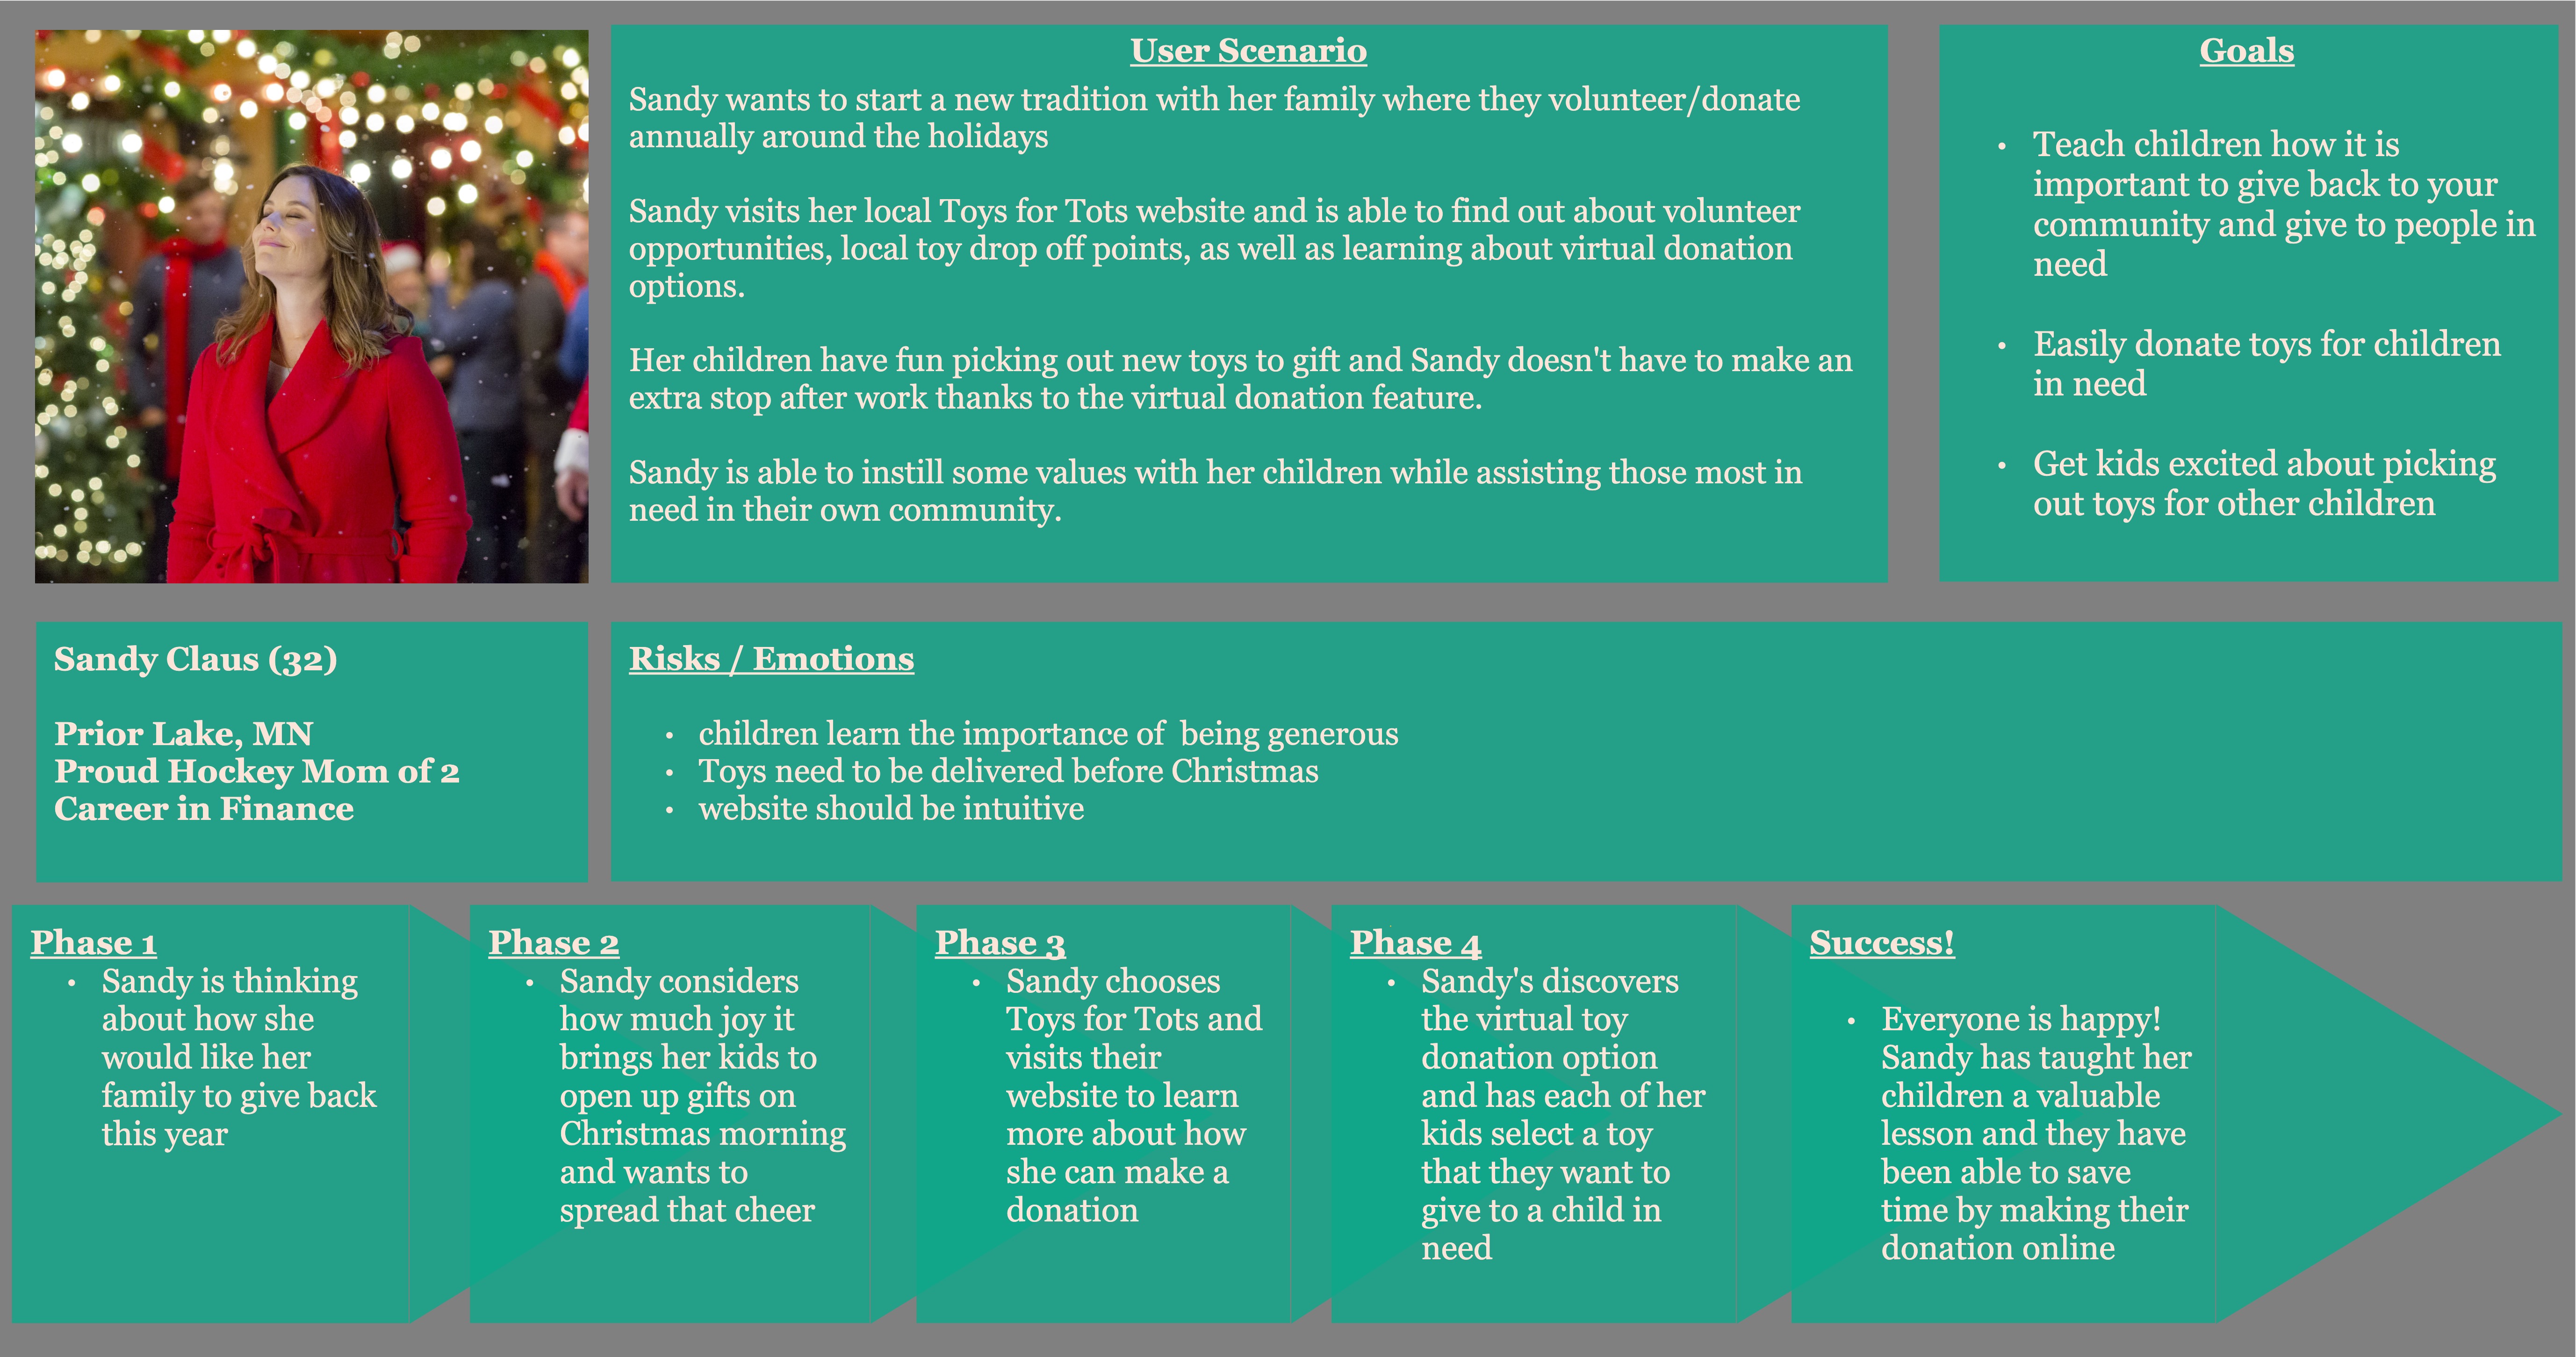 User Scenario
Sandy wants to start a new tradition with her family where they volunteer/donate
annually around the holidays
Sandy visits her local Toys for Tots website and is able to find out about volunteer
opportunities, local toy drop off points, as well as learning about virtual donation
options.
Her children have fun picking out new toys to gift and Sandy doesn't have to make an
extra stop after work thanks to the virtual donation feature.
Sandy is able to instill some values with her children while assisting those most in
need in their own community.
Goals
• Teach children how it is
important to give back to your
community and give to people in
need
• Easily donate toys for children
in need
• Get kids excited about picking
out toys for other children
Sandy Claus (32)
Prior Lake, MN
Proud Hockey Mom of 2
Career in Finance
Risks / Emotions
• children learn the importance of  being generous
• Toys need to be delivered before Christmas
• website should be intuitive
Phase 1
• Sandy is thinking
about how she
would like her
family to give back
this year
Phase 2
• Sandy considers
how much joy it
brings her kids to
open up gifts on
Christmas morning
and wants to
spread that cheer
Phase 3
• Sandy chooses
Toys for Tots and
visits their
website to learn
more about how
she can make a
donation
Phase 4
• Sandy's discovers
the virtual toy
donation option
and has each of her
kids select a toy
that they want to
give to a child in
need
Success!
• Everyone is happy!
Sandy has taught her
children a valuable
lesson and they have
been able to save
time by making their
donation online